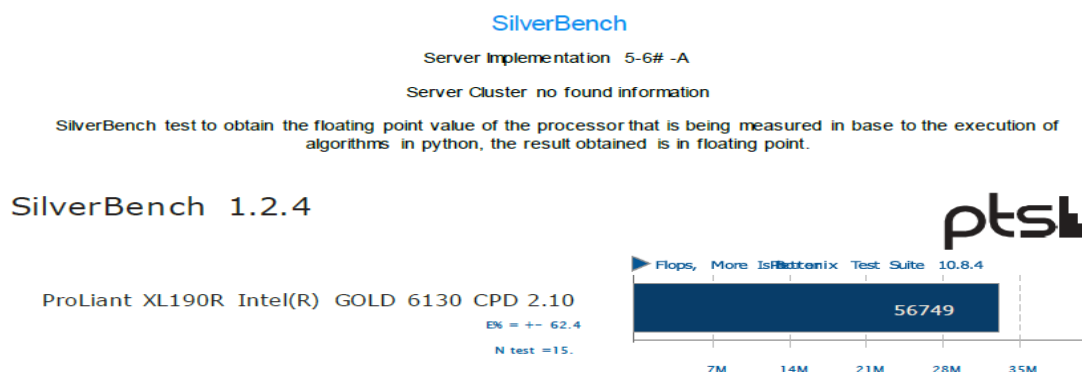 SilverBench
Server Implementation 5-6# -A
Server Cluster no found information
SilverBench test to obtain the floating point value of the processor that is being measured in base to the execution of
algorithms in python, the result obtained is in floating point.
SilverBench 1.2.4
pts
Flops, More Is Test Suite 10.8.4
ProLiant XL190R Intel(R) GOLD 6130 CPD 2.10
56749
E% = +- 62.4
N test =15.
7M 14M 21M 28M 35M